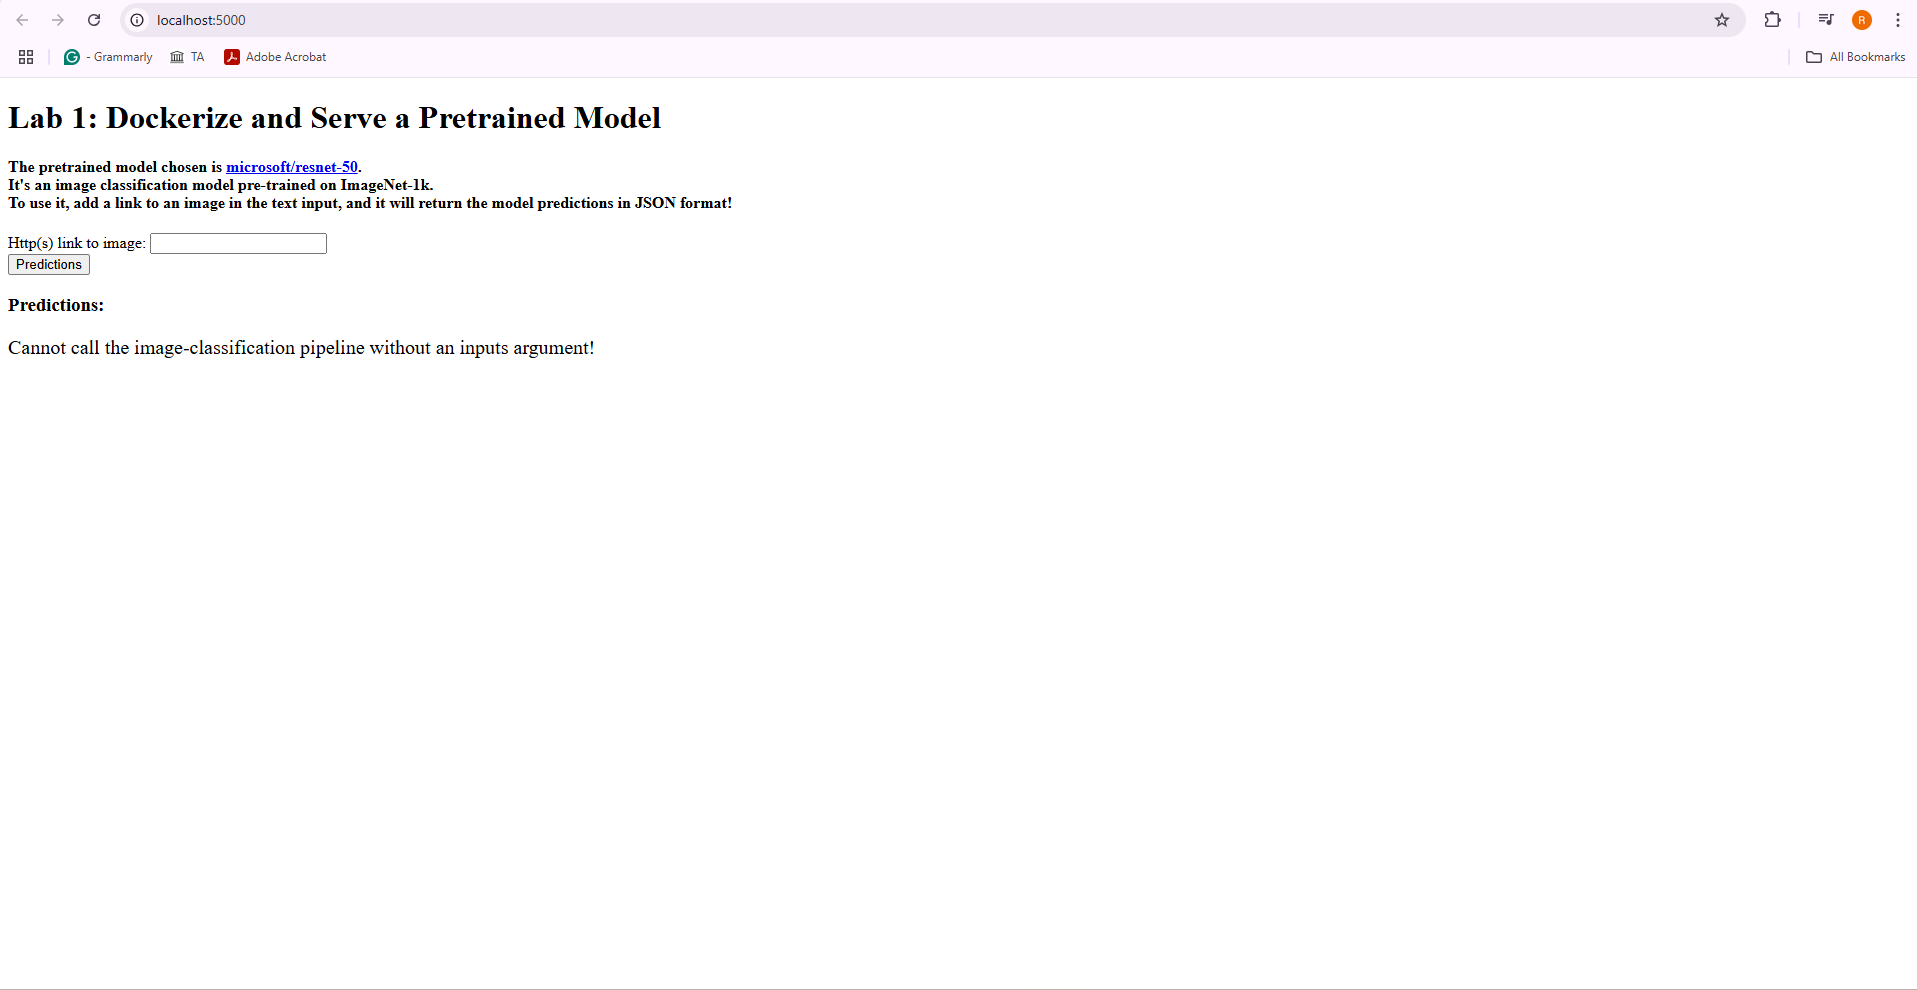 localhost:5000
R
- Grammarly TA Adobe Acrobat All Bookmarks
Lab 1: Dockerize and Serve a Pretrained Model
The pretrained model chosen is microsoft/resnet-50.
It's an image classification model pre-trained on ImageNet-1k.
To use it, add a link to an image in the text input, and it will return the model predictions in JSON format!
Http(s) link to image:
Predictions
Predictions:
Cannot call the image-classification pipeline without an inputs argument!